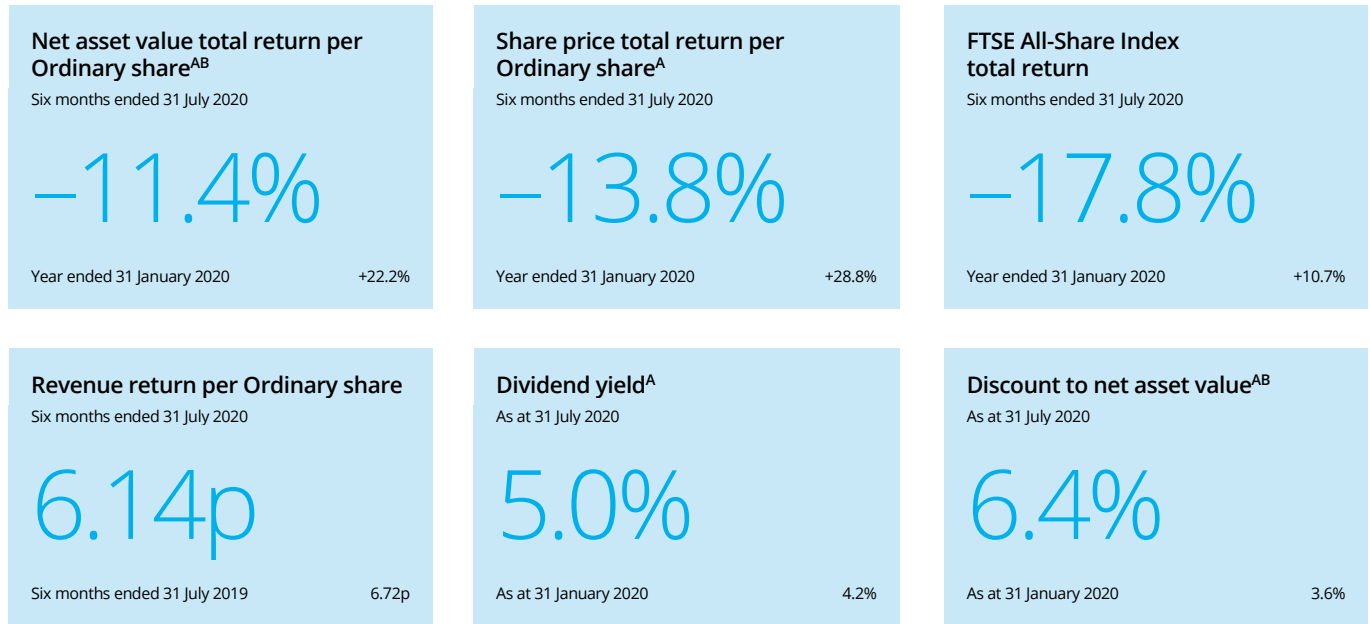 Net asset value total return per
Ordinary shareAB
Six months ended 31 July 2020
–11.4%
Year ended 31 January 2020 +22.2%
Share price total return per
Ordinary shareA
Six months ended 31 July 2020
–13.8%
Year ended 31 January 2020 +28.8%
FTSE All-Share Index
total return
Six months ended 31 July 2020
–17.8%
Year ended 31 January 2020 +10.7%
Revenue return per Ordinary share
Six months ended 31 July 2020
6.14p
Six months ended 31 July 2019 6.72p
Dividend yieldA
As at 31 July 2020
5.0%
As at 31 January 2020 4.2%
Discount to net asset valueAB
As at 31 July 2020
6.4%
As at 31 January 2020 3.6%